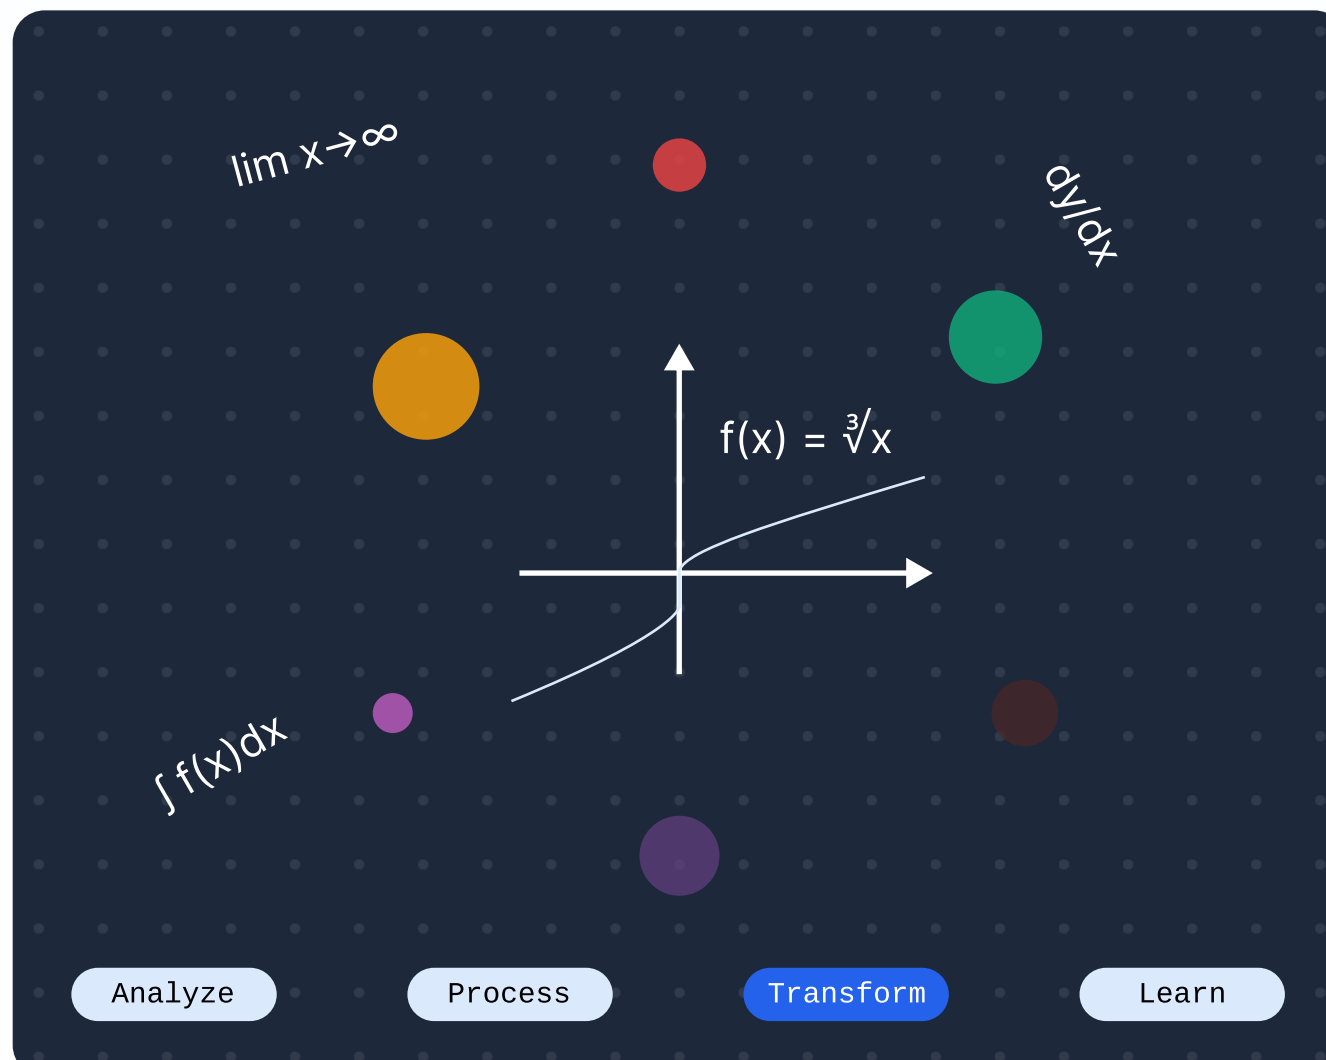 lim x→∞
dy/dx
f(x) = ∛x
∫ f(x)dx
Analyze
Process
Transform
Learn